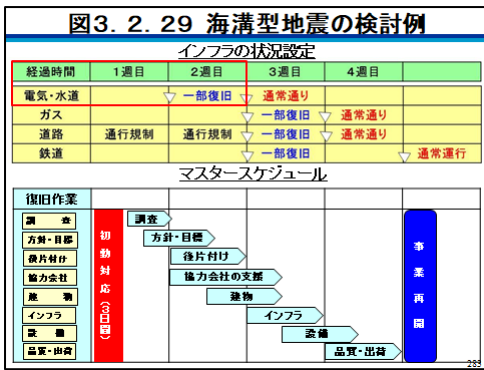 図3．2．29 海溝型地震の検討例
インフラの状況設定
経過時間 1週目 2週目 3週目 4週目
電気・水道 一部復旧 通常通り
ガス 一部復旧 通常通り
道路 通行規制 通行規制 一部復旧 通常通り
鉄道 一部復旧 通常運行
マスタースケジュール
復旧作業
調査 調査
方針・目標 方針・目標
後片付け 後片付け
協力会社 協力会社の支援
建物 建物
インフラ インフラ
設備 設備
品質・出荷 品質・出荷
初動対応（3日間）
事業再開
283